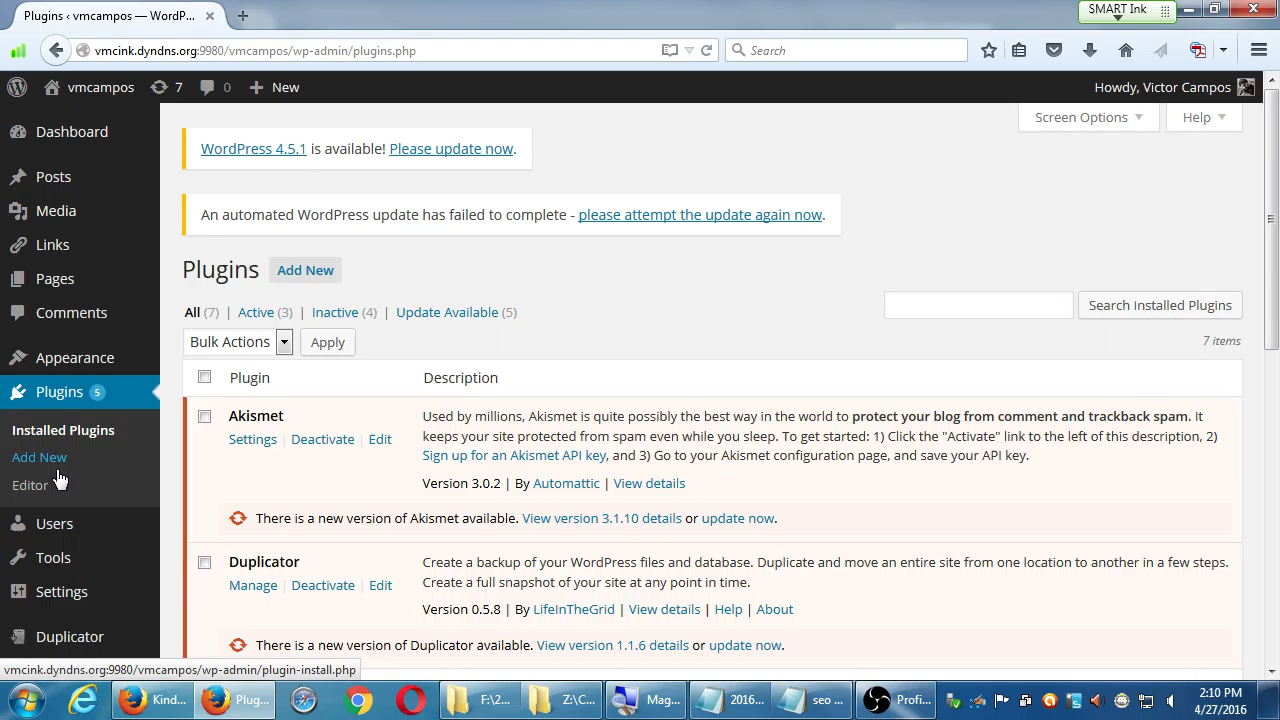 Plugins ‹ vmcampos — WordP...
SMART Ink
vmcink.dyndns.org:9980/vmcampos/wp-admin/plugins.php
Search
vmcampos
7
0
New
Howdy, Victor Campos
Dashboard
Posts
Media
Links
Pages
Comments
Appearance
Plugins 5
Installed Plugins
Add New
Editor
Users
Tools
Settings
Duplicator
Screen Options
Help
WordPress 4.5.1 is available! Please update now.
An automated WordPress update has failed to complete - please attempt the update again now.
Plugins Add New
All (7) | Active (3) | Inactive (4) | Update Available (5)
Search Installed Plugins
Bulk Actions
Apply
7 items
Plugin
Description
Akismet
Settings | Deactivate | Edit
Used by millions, Akismet is quite possibly the best way in the world to protect your blog from comment and trackback spam. It
keeps your site protected from spam even while you sleep. To get started: 1) Click the "Activate" link to the left of this description, 2)
Sign up for an Akismet API key, and 3) Go to your Akismet configuration page, and save your API key.
Version 3.0.2 | By Automattic | View details
There is a new version of Akismet available. View version 3.1.10 details or update now.
Duplicator
Manage | Deactivate | Edit
Create a backup of your WordPress files and database. Duplicate and move an entire site from one location to another in a few steps.
Create a full snapshot of your site at any point in time.
Version 0.5.8 | By LifeInTheGrid | View details | Help | About
There is a new version of Duplicator available. View version 1.1.6 details or update now.
vmcink.dyndns.org:9980/vmcampos/wp-admin/plugin-install.php
Kind...
Plug...
F:\2...
Z:\C...
Mag...
2016...
seo ...
Profi...
2:10 PM
4/27/2016